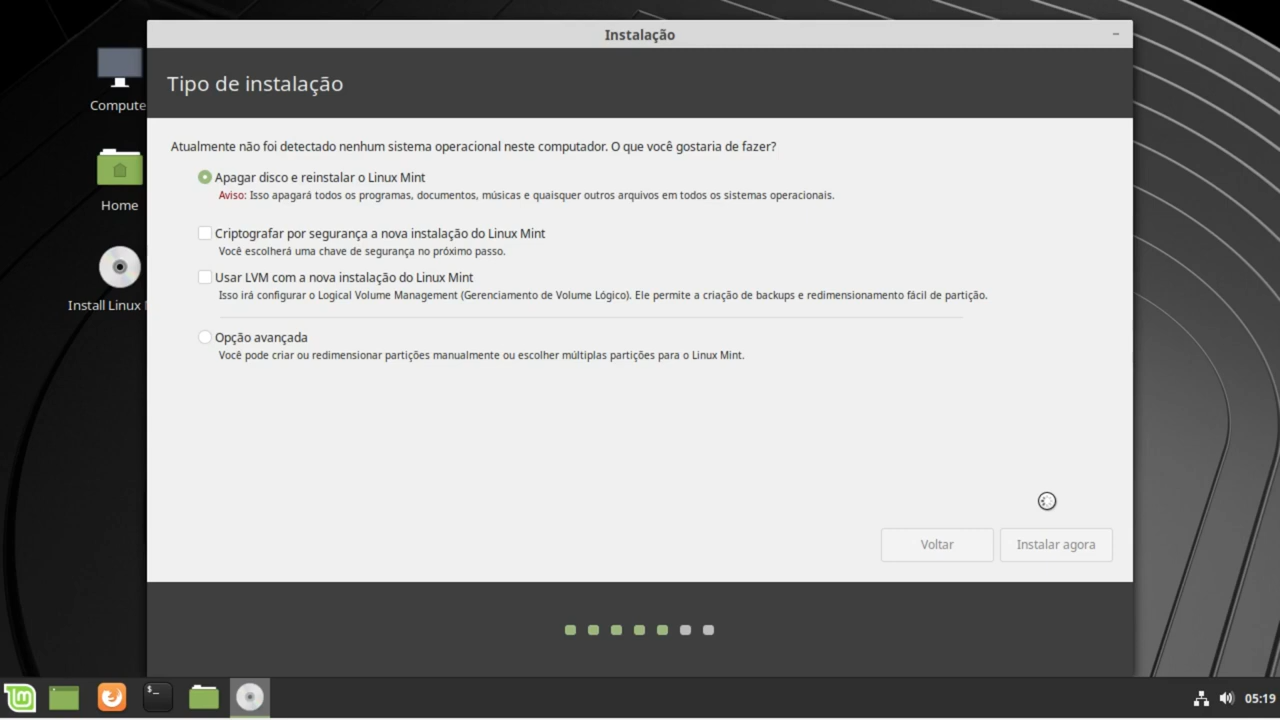 Instalação
Tipo de instalação
Compute
Home
Install Linux
Atualmente não foi detectado nenhum sistema operacional neste computador. O que você gostaria de fazer?
Apagar disco e reinstalar o Linux Mint
Aviso: Isso apagará todos os programas, documentos, músicas e quaisquer outros arquivos em todos os sistemas operacionais.
Criptografar por segurança a nova instalação do Linux Mint
Você escolherá uma chave de segurança no próximo passo.
Usar LVM com a nova instalação do Linux Mint
Isso irá configurar o Logical Volume Management (Gerenciamento de Volume Lógico). Ele permite a criação de backups e redimensionamento fácil de partição.
Opção avançada
Você pode criar ou redimensionar partições manualmente ou escolher múltiplas partições para o Linux Mint.
Voltar
Instalar agora
$_
05:19